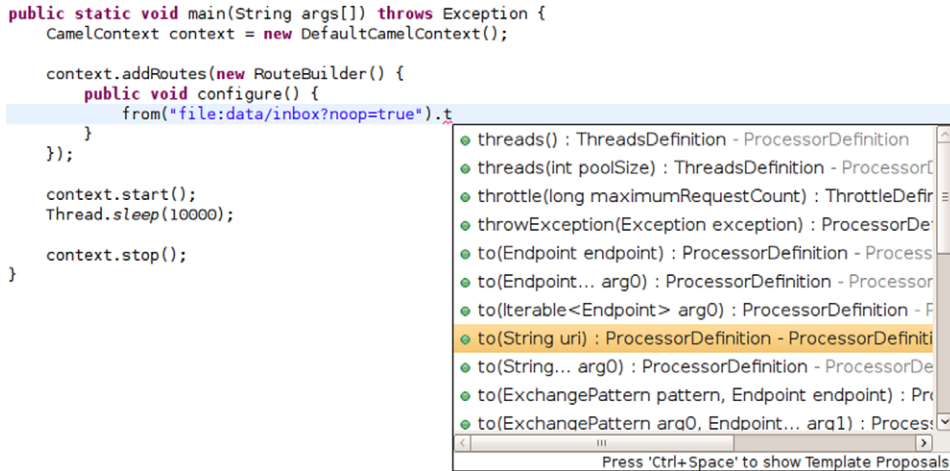 public static void main(String args[]) throws Exception {
CamelContext context = new DefaultCamelContext();
context.addRoutes(new RouteBuilder() {
public void configure() {
from("file:data/inbox?noop=true").t
}
});
context.start();
Thread.sleep(10000);
context.stop();
}
threads() : ThreadsDefinition - ProcessorDefinition
threads(int poolSize) : ThreadsDefinition - Processor
throttle(long maximumRequestCount) : ThrottleDefin
throwException(Exception exception) : ProcessorDe
to(Endpoint endpoint) : ProcessorDefinition - Process
to(Endpoint... arg0) : ProcessorDefinition - Processor
to(Iterable<Endpoint> arg0) : ProcessorDefinition - P
to(String uri) : ProcessorDefinition - ProcessorDefiniti
to(String... arg0) : ProcessorDefinition - ProcessorDe
to(ExchangePattern pattern, Endpoint endpoint) : Pro
to(ExchangePattern arg0, Endpoint... arg1) : Process
Press 'Ctrl+Space' to show Template Proposals